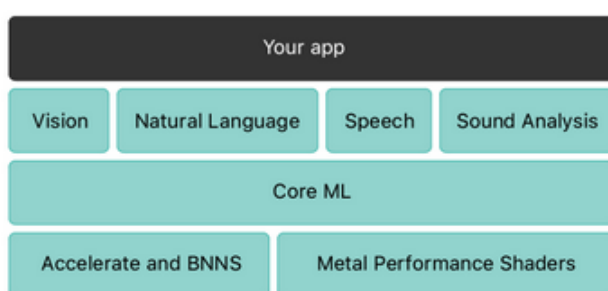 Your app
Vision Natural Language Speech Sound Analysis
Core ML
Accelerate and BNNS Metal Performance Shaders